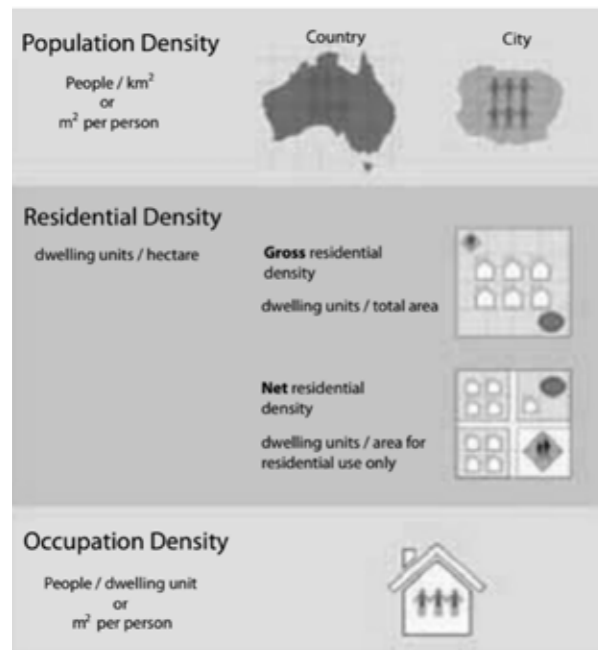 Population Density
Country
City
People / km²
or
m² per person
Residential Density
dwelling units / hectare
Gross residential
density
dwelling units / total area
Net residential
density
dwelling units / area for
residential use only
Occupation Density
People / dwelling unit
or
m² per person